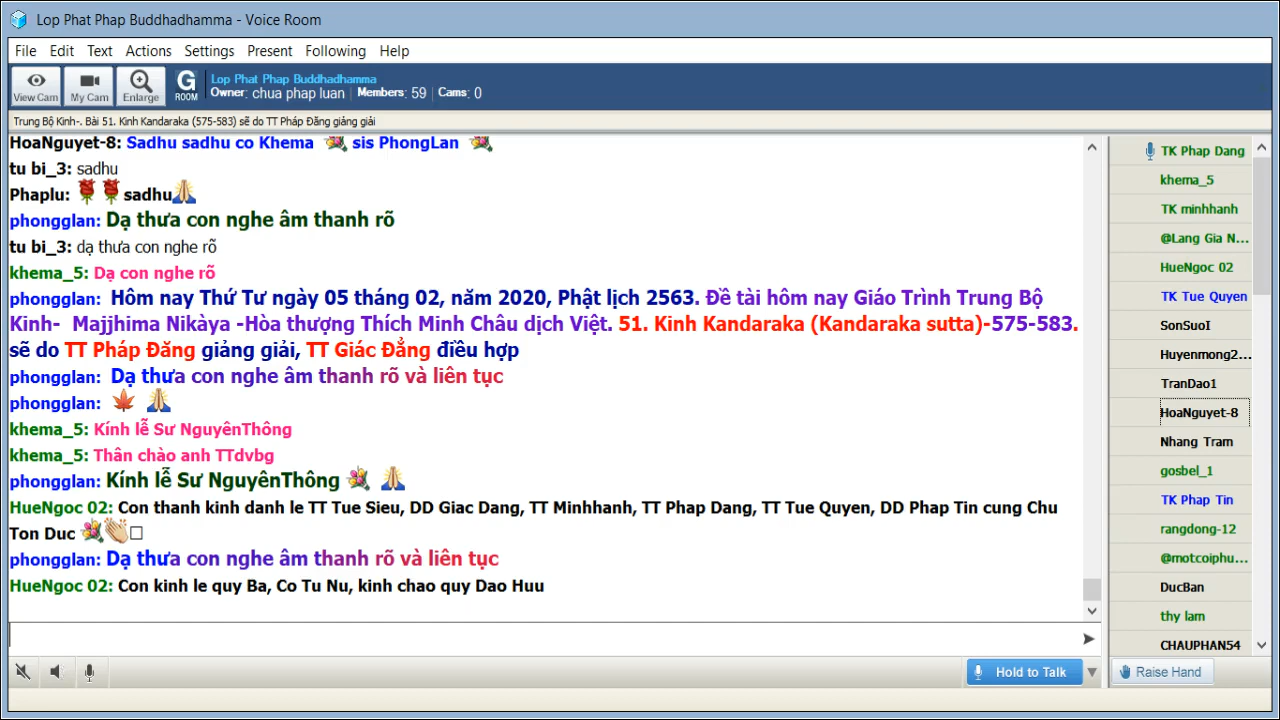 Lop Phat Phap Buddhadhamma - Voice Room
File Edit Text Actions Settings Present Following Help
View Cam My Cam Enlarge G ROOM
Lop Phat Phap Buddhadhamma
Owner: chua phap luan Members: 59 Cams: 0
Trung Bộ Kinh-. Bài 51. Kinh Kandaraka (575-583) sẽ do TT Pháp Đăng giảng giải
HoaNguyet-8: Sadhu sadhu co Khema sis PhongLan
tu bi_3: sadhu
Phaplu: sadhu
phongglan: Dạ thưa con nghe âm thanh rõ
tu bi_3: dạ thưa con nghe rõ
khema_5: Dạ con nghe rõ
phongglan: Hôm nay Thứ Tư ngày 05 tháng 02, năm 2020, Phật lịch 2563. Đề tài hôm nay Giáo Trình Trung Bộ
Kinh- Majjhima Nikàya -Hòa thượng Thích Minh Châu dịch Việt. 51. Kinh Kandaraka (Kandaraka sutta)-575-583.
sẽ do TT Pháp Đăng giảng giải, TT Giác Đẳng điều hợp
phongglan: Dạ thưa con nghe âm thanh rõ và liên tục
phongglan:
khema_5: Kính lễ Sư NguyênThông
khema_5: Thân chào anh TTdvbg
phongglan: Kính lễ Sư NguyênThông
HueNgoc 02: Con thanh kinh danh le TT Tue Sieu, DD Giac Dang, TT Minhhanh, TT Phap Dang, TT Tue Quyen, DD Phap Tin cung Chu
Ton Duc
phongglan: Dạ thưa con nghe âm thanh rõ và liên tục
HueNgoc 02: Con kinh le quy Ba, Co Tu Nu, kinh chao quy Dao Huu
Hold to Talk
TK Phap Dang
khema_5
TK minhhanh
@Lang Gia N...
HueNgoc 02
TK Tue Quyen
SonSuoI
Huyenmong2...
TranDao1
HoaNguyet-8
Nhang Tram
gosbel_1
TK Phap Tin
rangdong-12
@motcoiphu...
DucBan
thy lam
CHAUPHAN54
Raise Hand